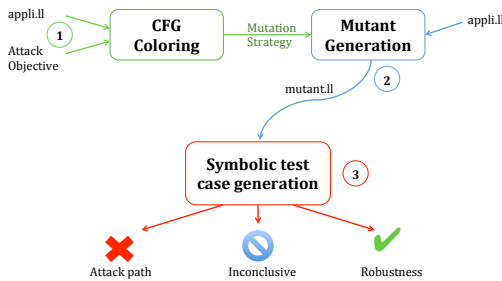 appli.ll
1
Attack
Objective
CFG
Coloring
Mutation
Strategy
Mutant
Generation
appli.ll
2
mutant.ll
Symbolic test
case generation
3
Attack path
Inconclusive
Robustness